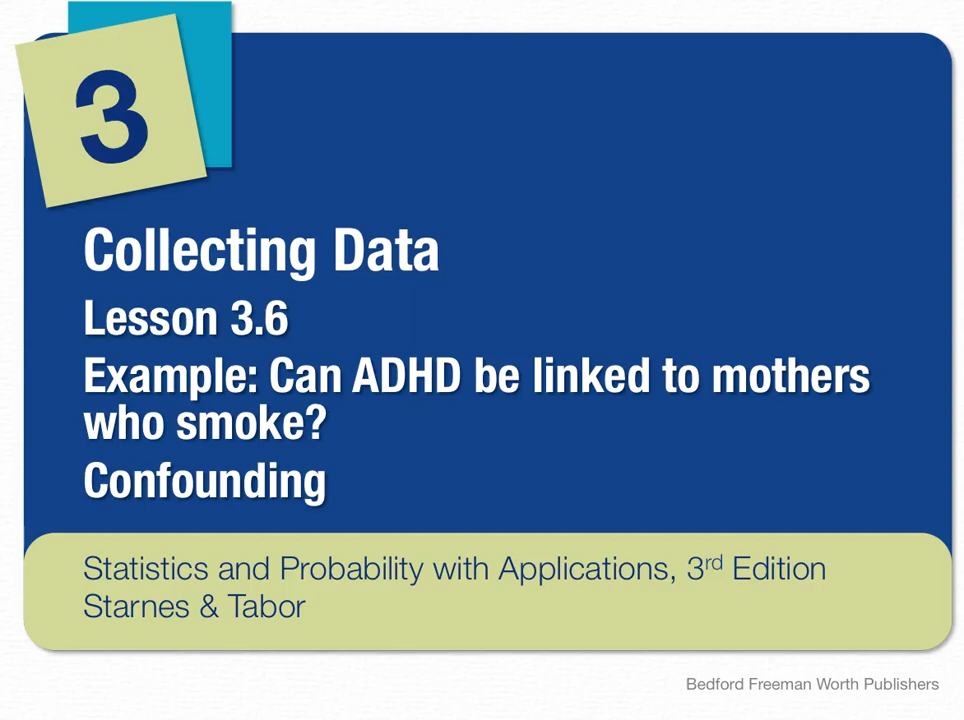 3
Collecting Data
Lesson 3.6
Example: Can ADHD be linked to mothers
who smoke?
Confounding
Statistics and Probability with Applications, 3rd Edition
Starnes & Tabor
Bedford Freeman Worth Publishers